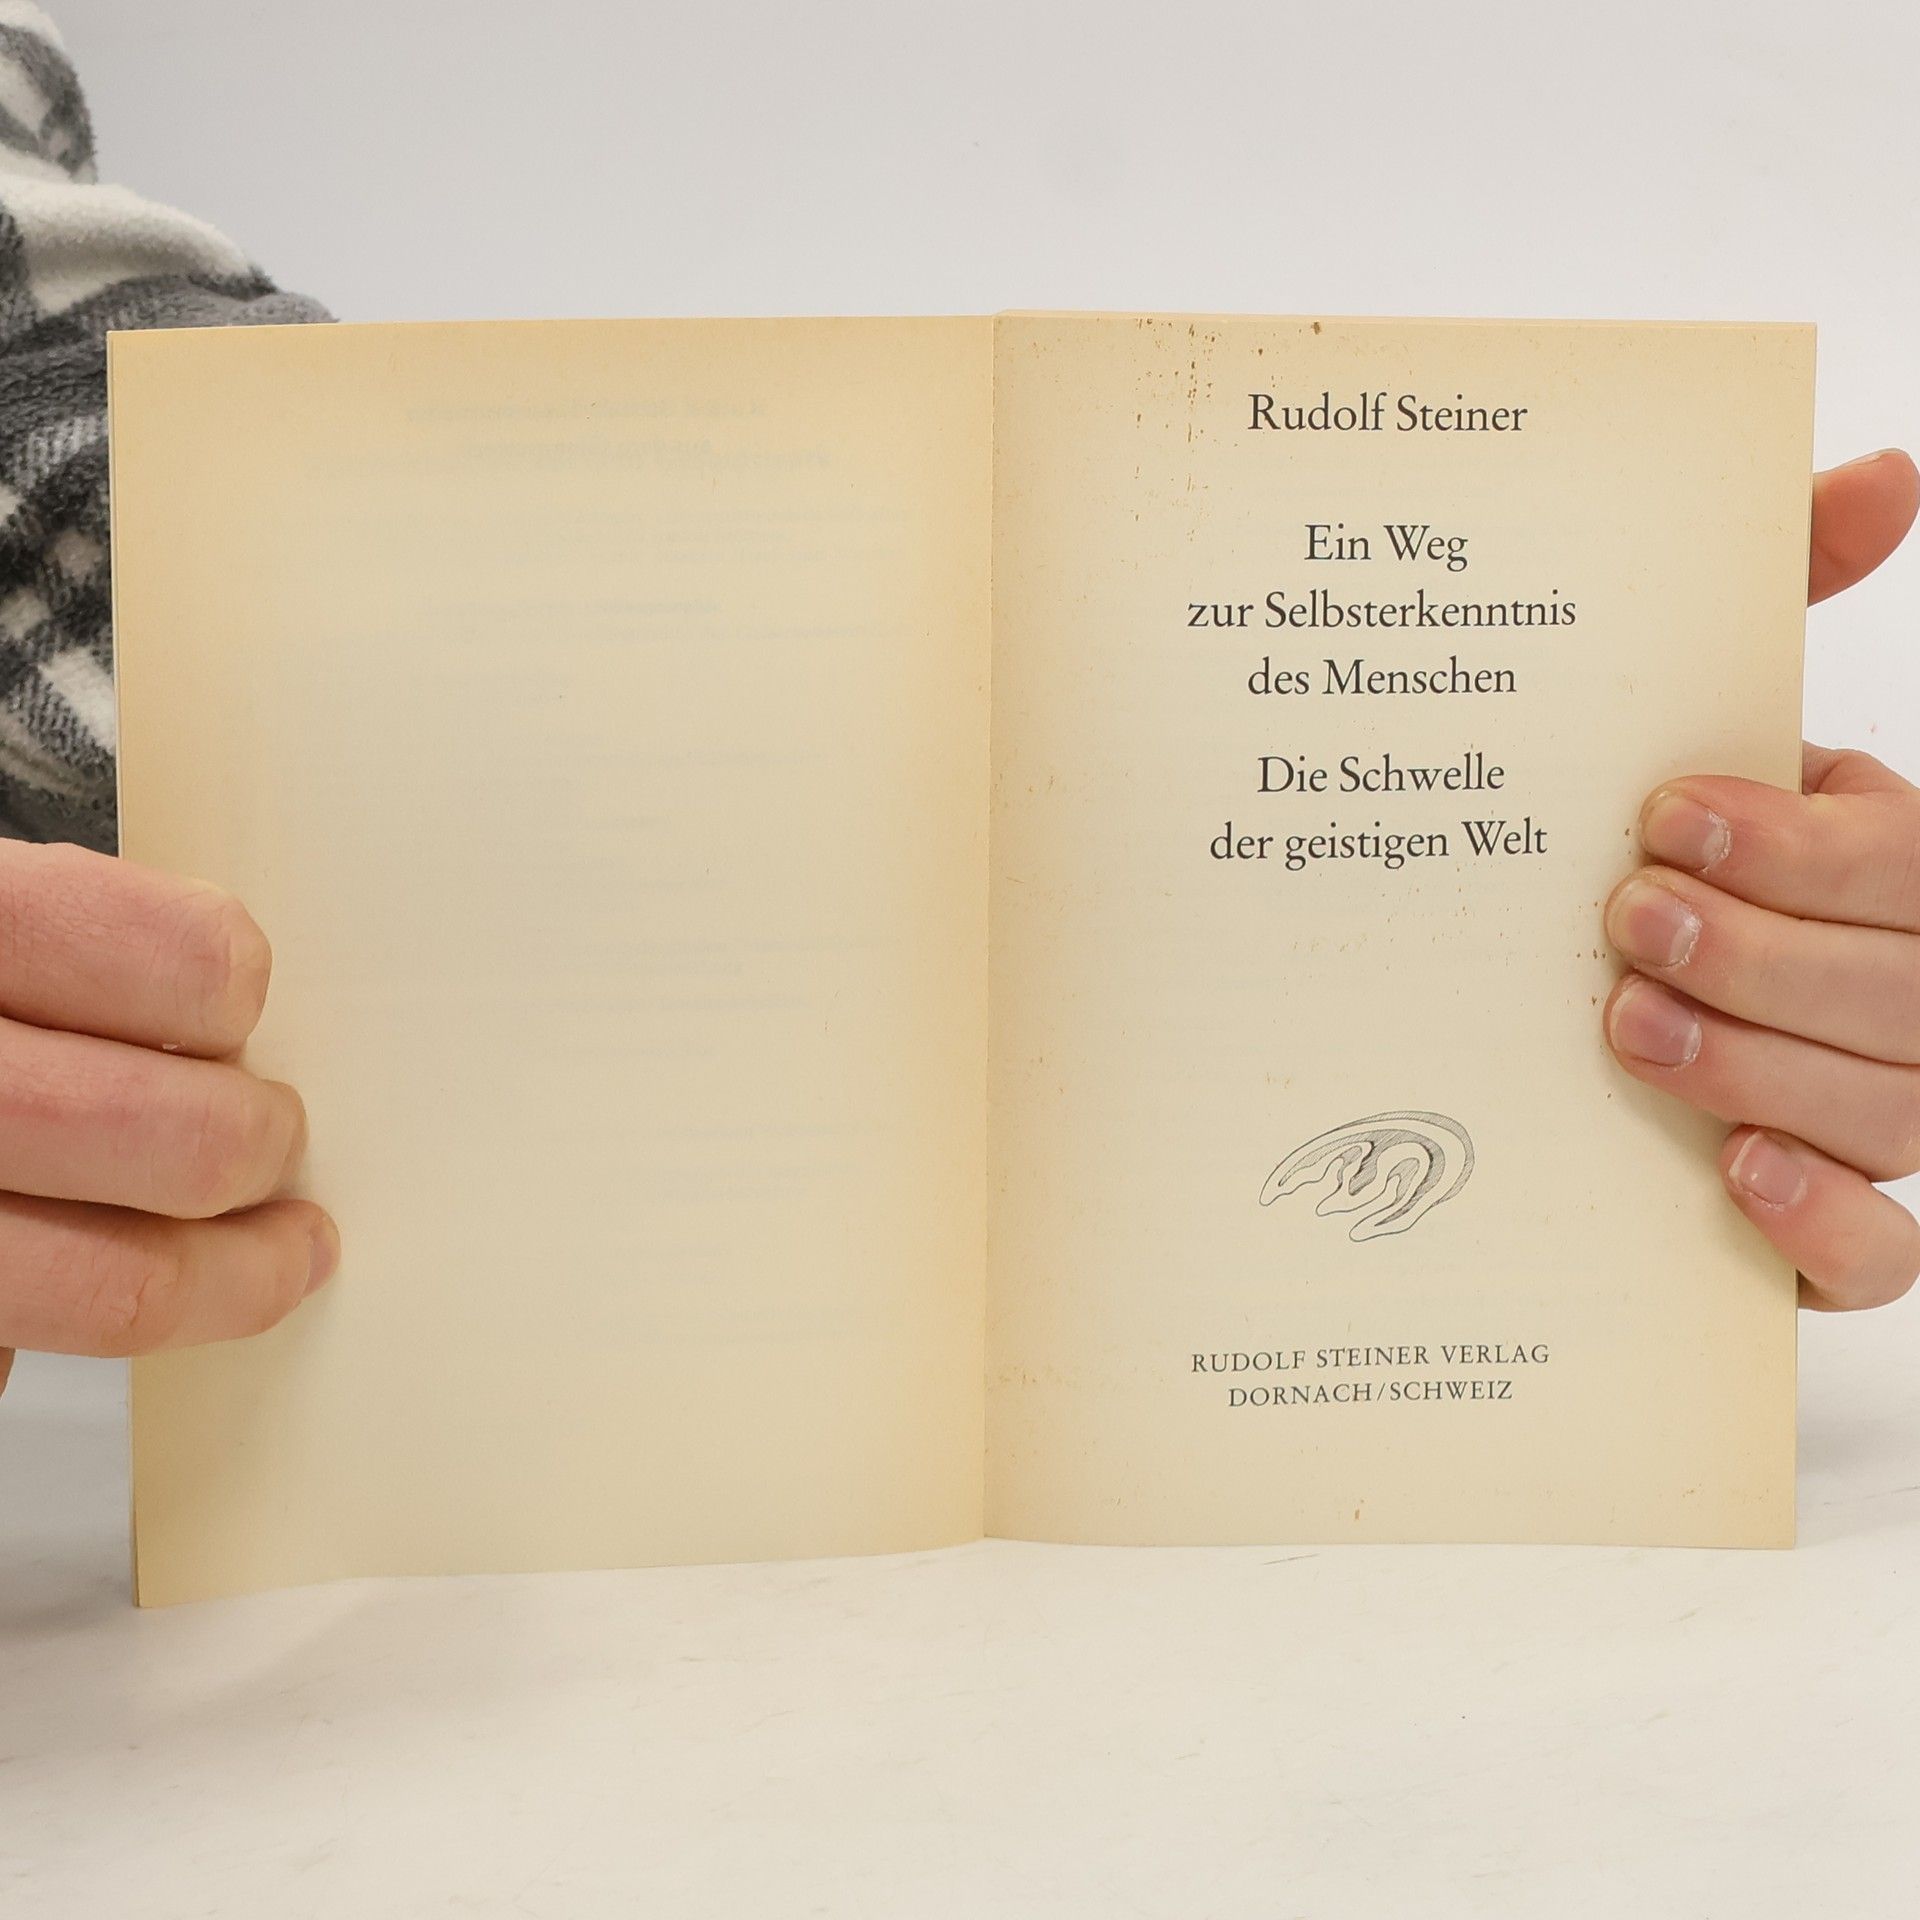 Rudolf Steiner
Ein Weg
zur Selbsterkenntnis
des Menschen
Die Schwelle
der geistigen Welt
RUDOLF STEINER VERLAG
DORNACH/SCHWEIZ